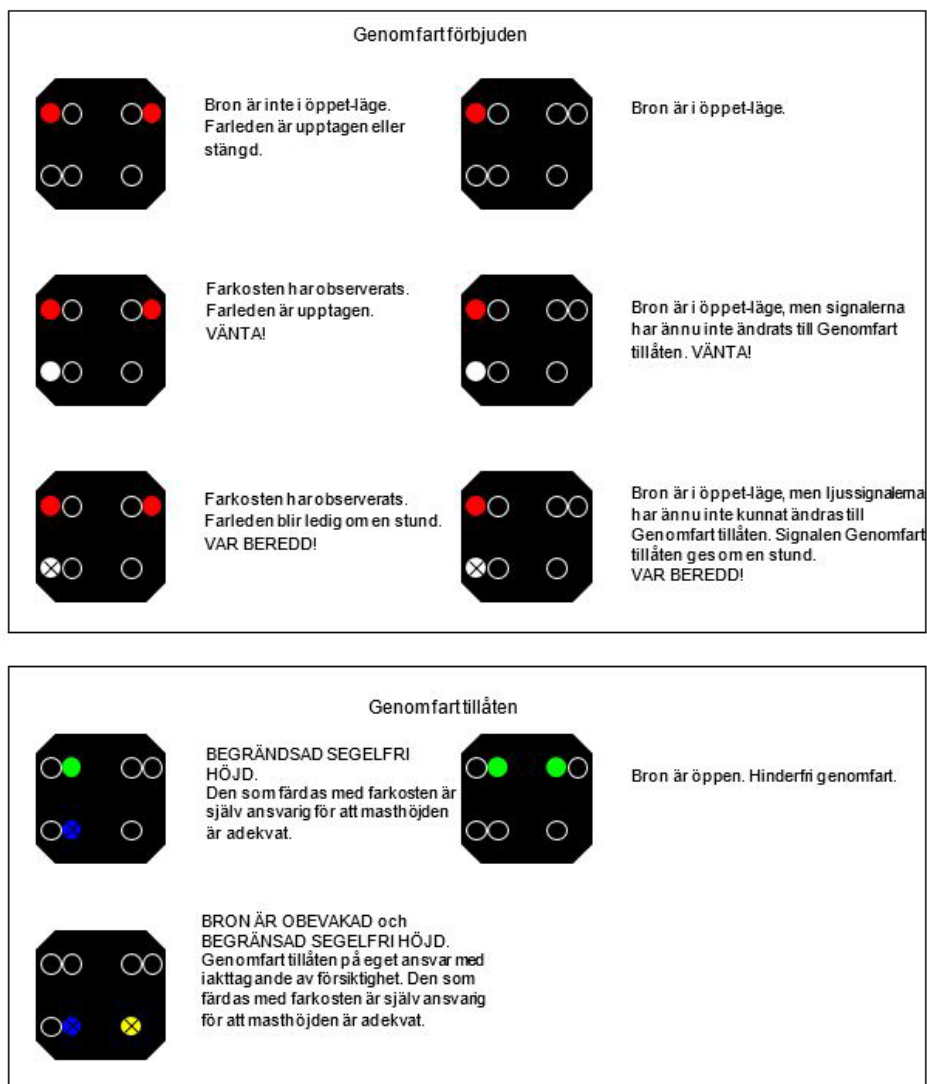 Genomfart förbjuden
Bron är inte i öppet-läge.
Farleden är upptagen eller
stängd.
Bron är i öppet-läge.
Farkosten har observerats.
Farleden är upptagen.
VÄNTA!
Bron är i öppet-läge, men signalerna
har ännu inte ändrats till Genomfart
tillåten. VÄNTA!
Farkosten har observerats.
Farleden blir ledig om en stund.
VAR BEREDD!
Bron är i öppet-läge, men ljussignalerna
har ännu inte kunnat ändras till
Genomfart tillåten. Signalen Genomfart
tillåten ges om en stund.
VAR BEREDD!
Genomfart tillåten
BEGRÄNDSAD SEGELFRI
HÖJD.
Den som färdas med farkosten är
själv ansvarig för att masthöjden
är adekvat.
Bron är öppen. Hinderfri genomfart.
BRON ÄR OBEVAKAD och
BEGRÄNSAD SEGELFRI HÖJD.
Genomfart tillåten på eget ansvar med
iakttagande av försiktighet. Den som
färdas med farkosten är själv ansvarig
för att masthöjden är adekvat.